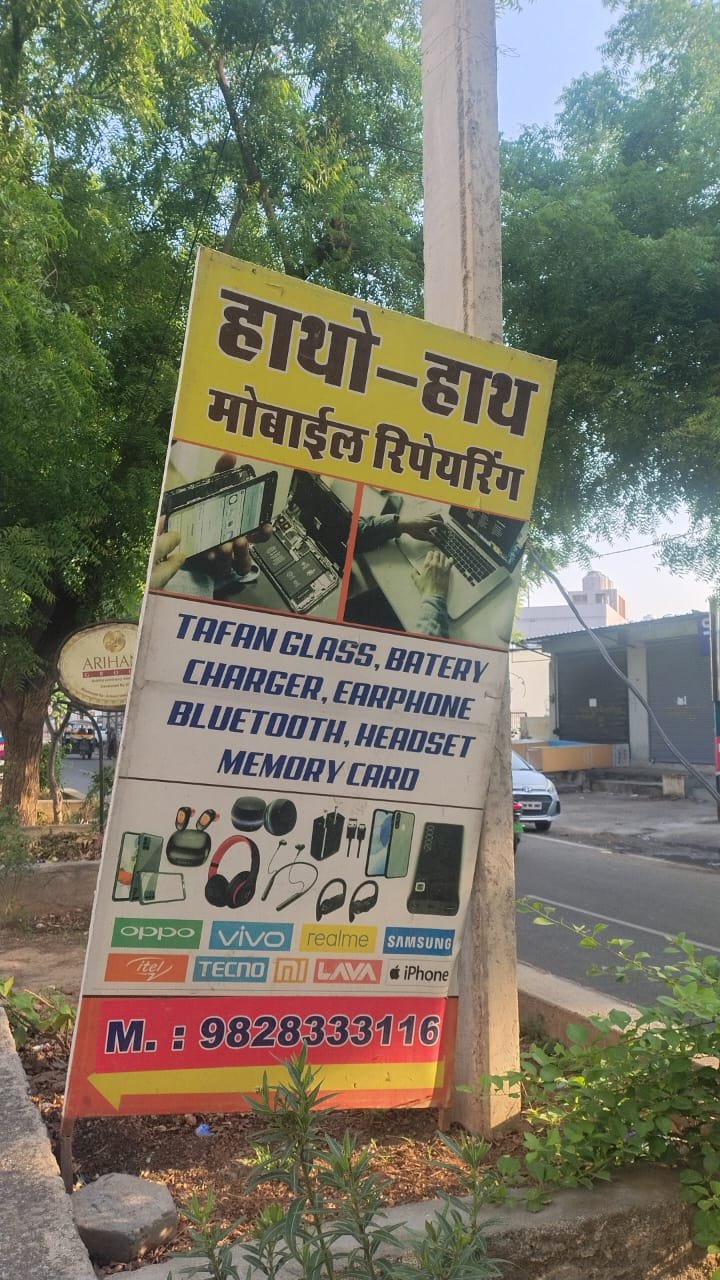 हाथो-हाथ
मोबाईल रिपेयरिंग
TAFAN GLASS, BATERY
CHARGER, EARPHONE
BLUETOOTH, HEADSET
MEMORY CARD
oppo vivo realme SAMSUNG
itel TECNO mi LAVA iPhone
M. : 9828333116
ARIHAN